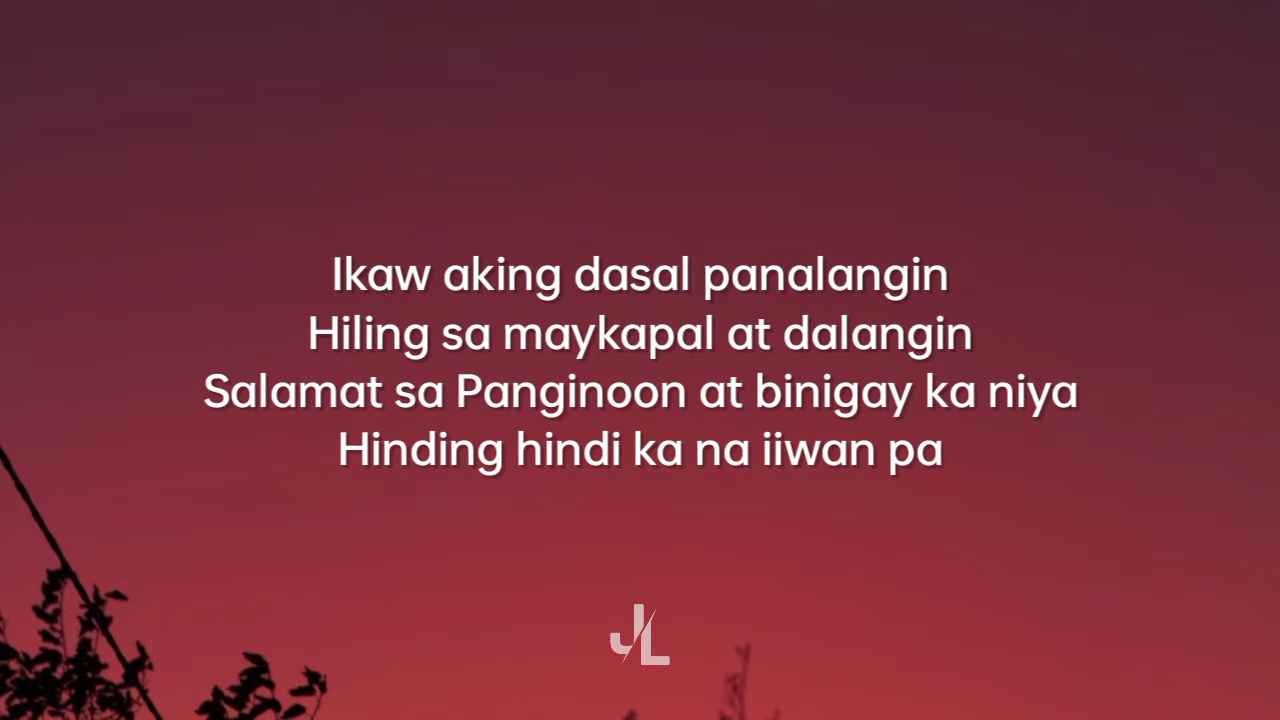 Ikaw aking dasal panalangin
Hiling sa maykapal at dalangin
Salamat sa Panginoon at binigay ka niya
Hinding hindi ka na iiwan pa
JL